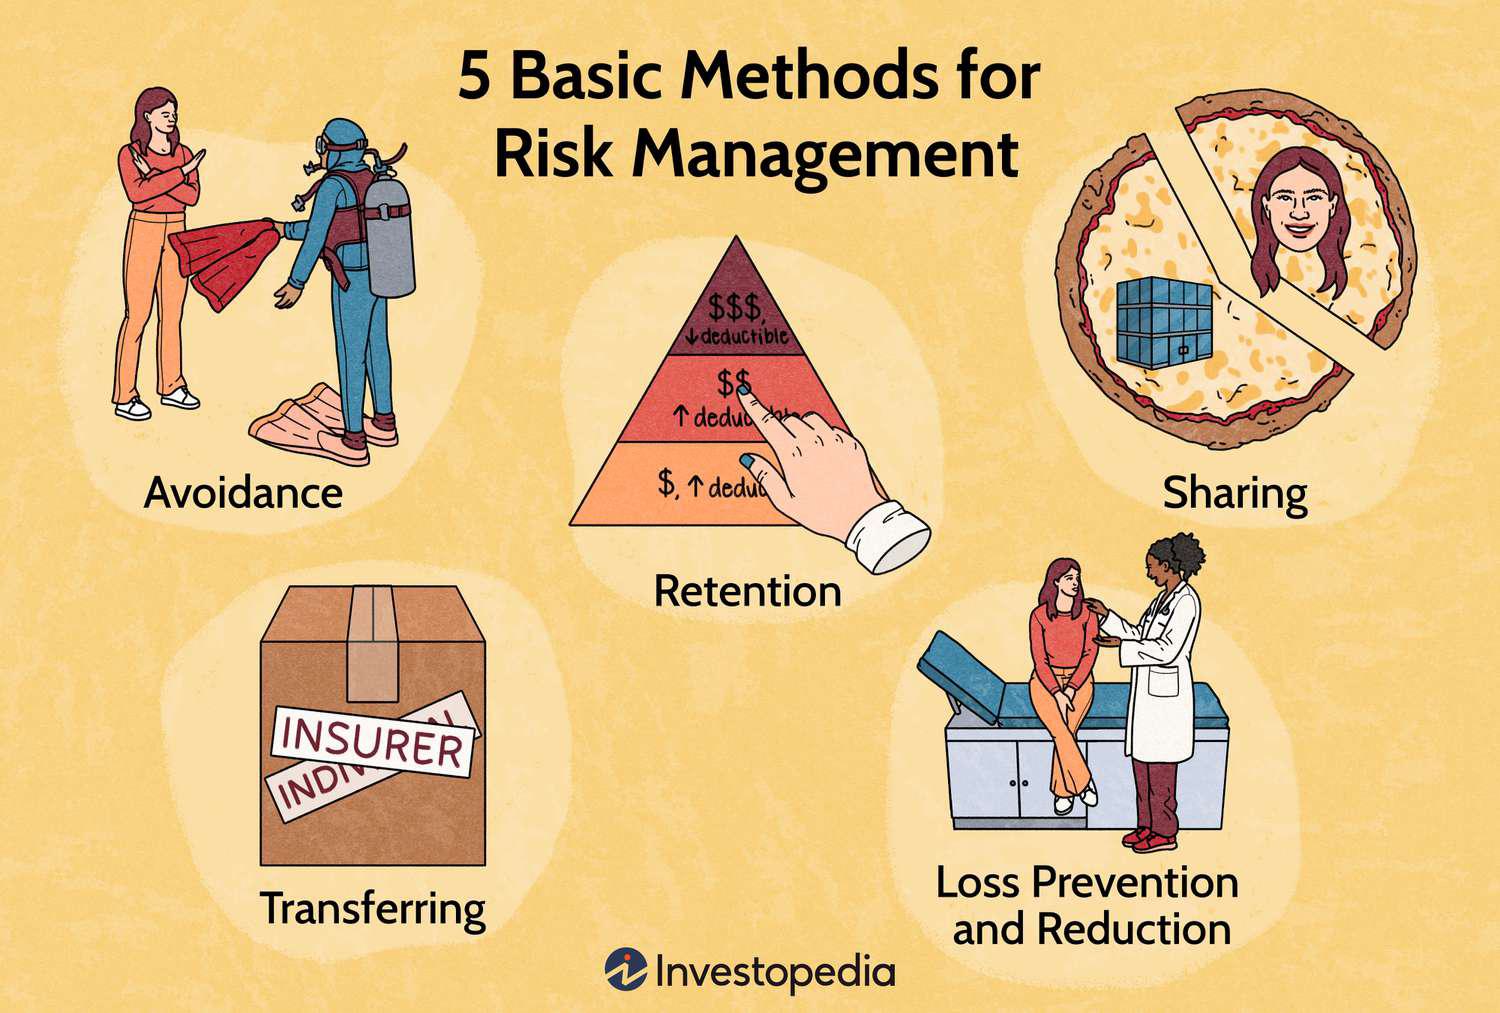 5 Basic Methods for
Risk Management
Avoidance
$$$,
↓deductible
$$
↑
$, ↑
Retention
Sharing
INSURER
Transferring
Loss Prevention
and Reduction
Investopedia